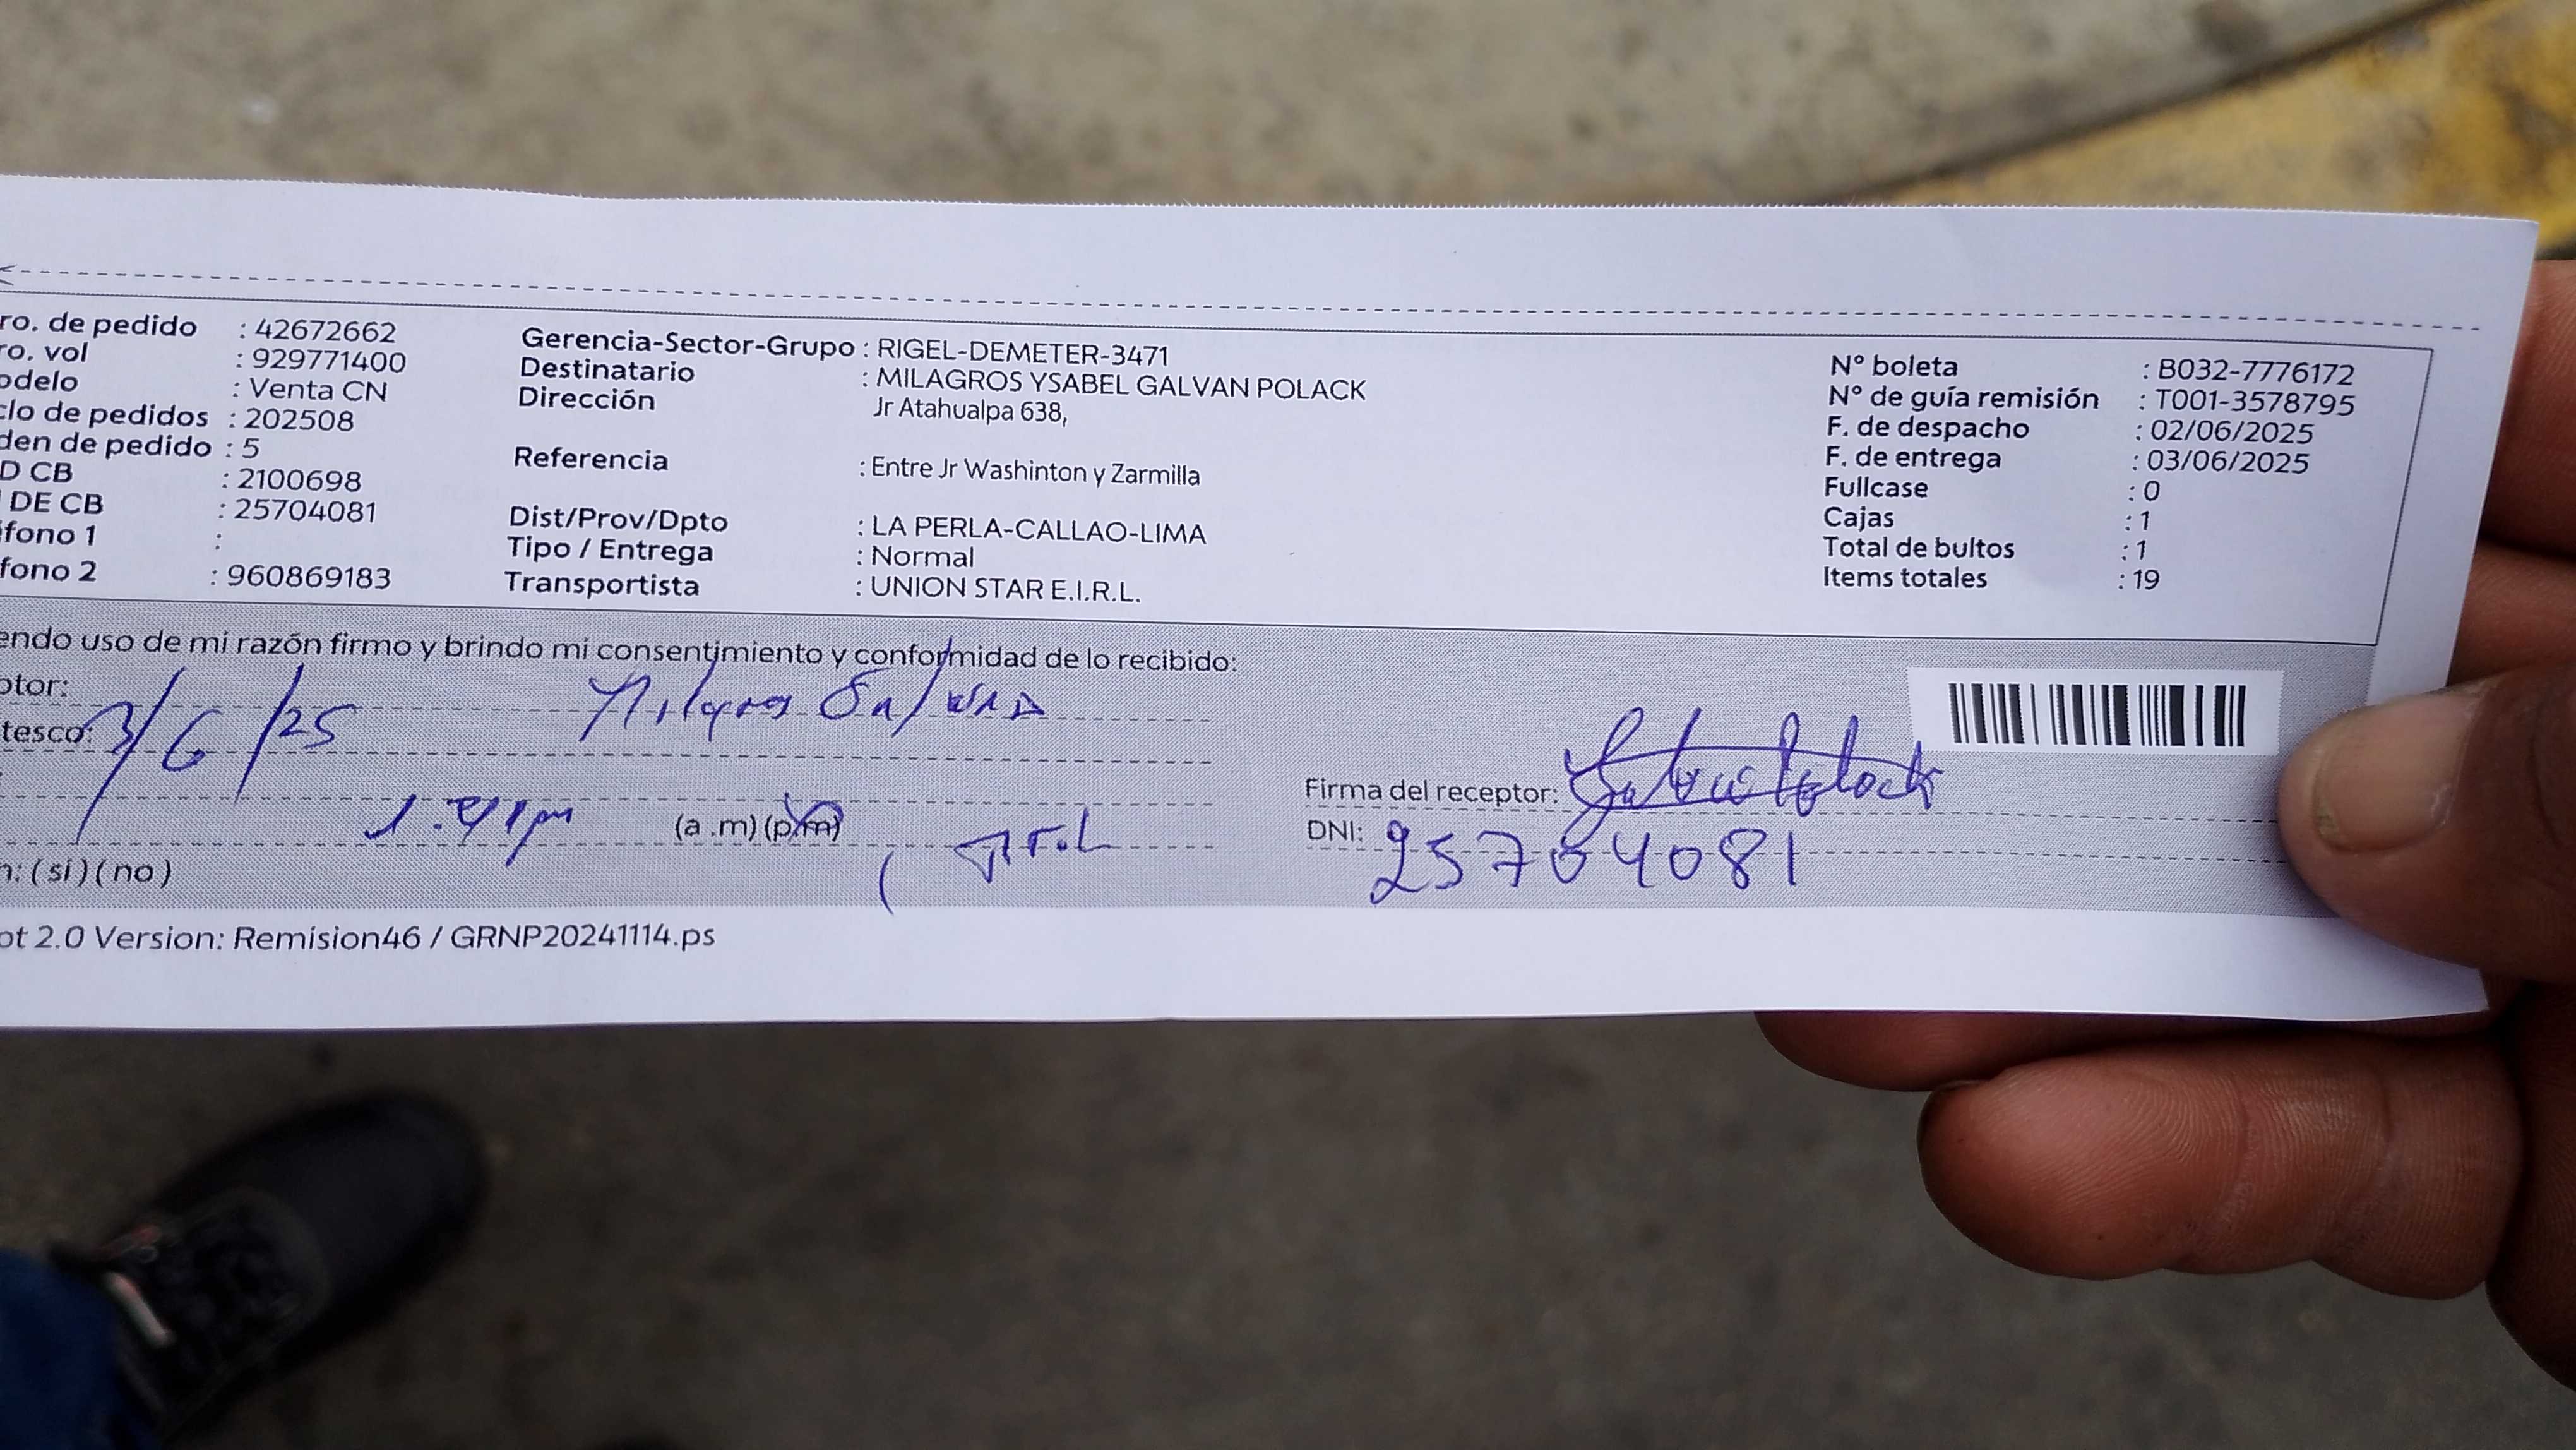 ro. de pedido : 42672662
ro. vol : 929771400
odelo : Venta CN
clo de pedidos : 202508
den de pedido : 5
D CB : 2100698
DE CB : 25704081
fono 1 :
fono 2 : 960869183
Gerencia-Sector-Grupo : RIGEL-DEMETER-3471
Destinatario : MILAGROS YSABEL GALVAN POLACK
Dirección Jr Atahualpa 638,
Referencia : Entre Jr Washinton y Zarmilla
Dist/Prov/Dpto : LA PERLA-CALLAO-LIMA
Tipo / Entrega : Normal
Transportista : UNION STAR E.I.R.L.
N° boleta : B032-7776172
N° de guía remisión : T001-3578795
F. de despacho : 02/06/2025
F. de entrega : 03/06/2025
Fullcase : 0
Cajas : 1
Total de bultos : 1
Items totales : 19
endo uso de mi razón firmo y brindo mi consentimiento y conformidad de lo recibido:
ptor: Milagros Galvan
tesco: 3/6/25
(a .m) (p.m)
Firma del receptor: Galvan Polack
DNI: 25704081
n: ( si ) ( no )
ot 2.0 Version: Remision46 / GRNP20241114.ps